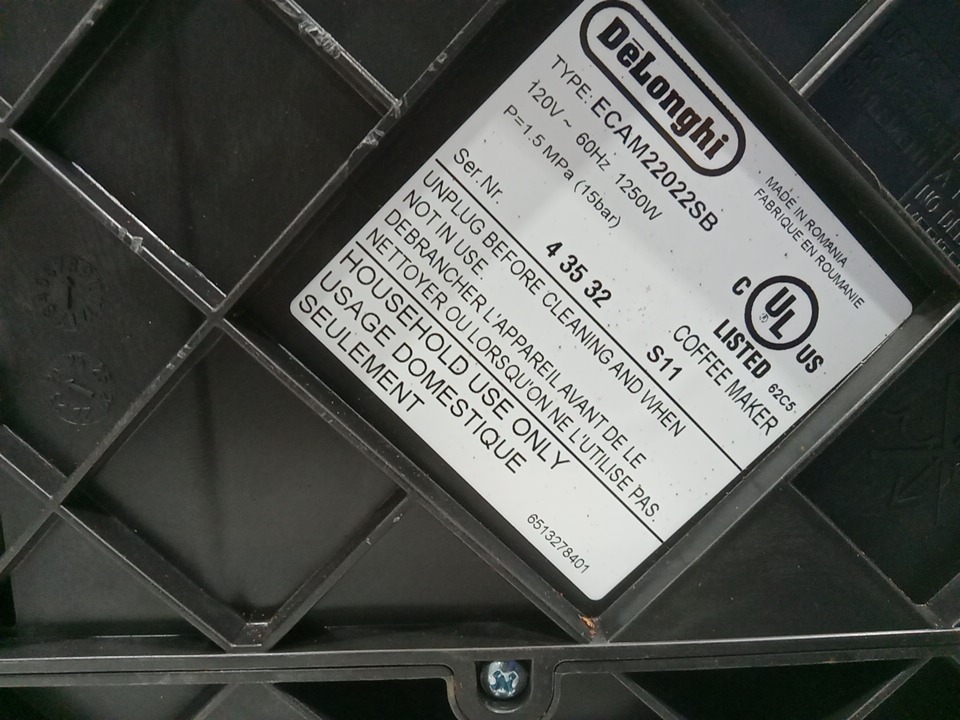 DēLonghi
TYPE: ECAM22022SB
120V ~ 60Hz 1250W
P=1.5 MPa (15bar)
MADE IN ROMANIA
FABRIQUE EN ROUMANIE
C UL US
LISTED 62C5
COFFEE MAKER
Ser.Nr. 4 35 32 S11
UNPLUG BEFORE CLEANING AND WHEN
NOT IN USE
DEBRANCHER L'APPAREIL AVANT DE LE
NETTOYER OU LORSQU'ON NE L'UTILISE PAS.
HOUSEHOLD USE ONLY
USAGE DOMESTIQUE
SEULEMENT
6513278401